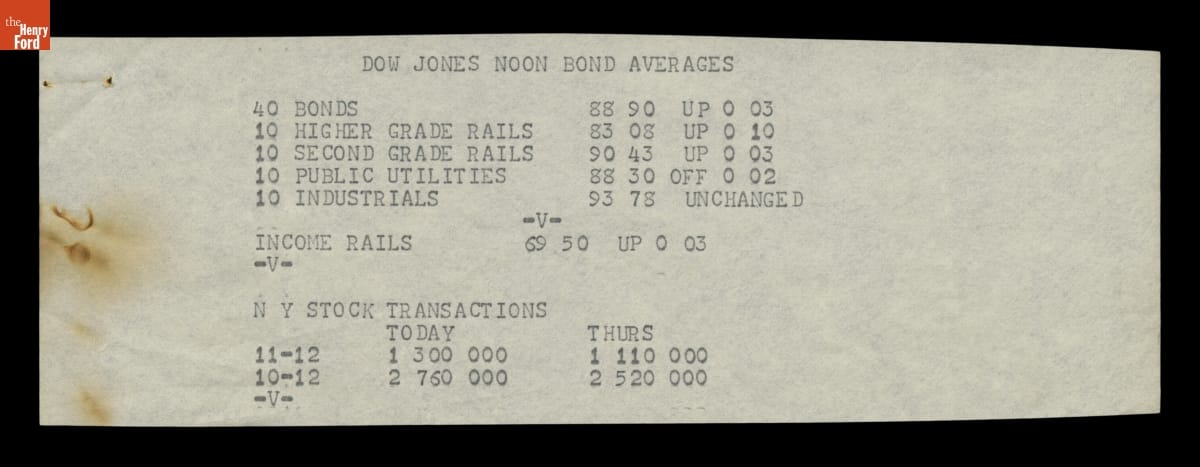 the
Henry
Ford
DOW JONES NOON BOND AVERAGES
40 BONDS 88 90 UP 0 03
10 HIGHER GRADE RAILS 83 08 UP 0 10
10 SECOND GRADE RAILS 90 43 UP 0 03
10 PUBLIC UTILITIES 88 30 OFF 0 02
10 INDUSTRIALS 93 78 UNCHANGED
-V-
INCOME RAILS 69 50 UP 0 03
-V-
N Y STOCK TRANSACTIONS
TODAY THURS
11-12 1 300 000 1 110 000
10-12 2 760 000 2 520 000
-V-